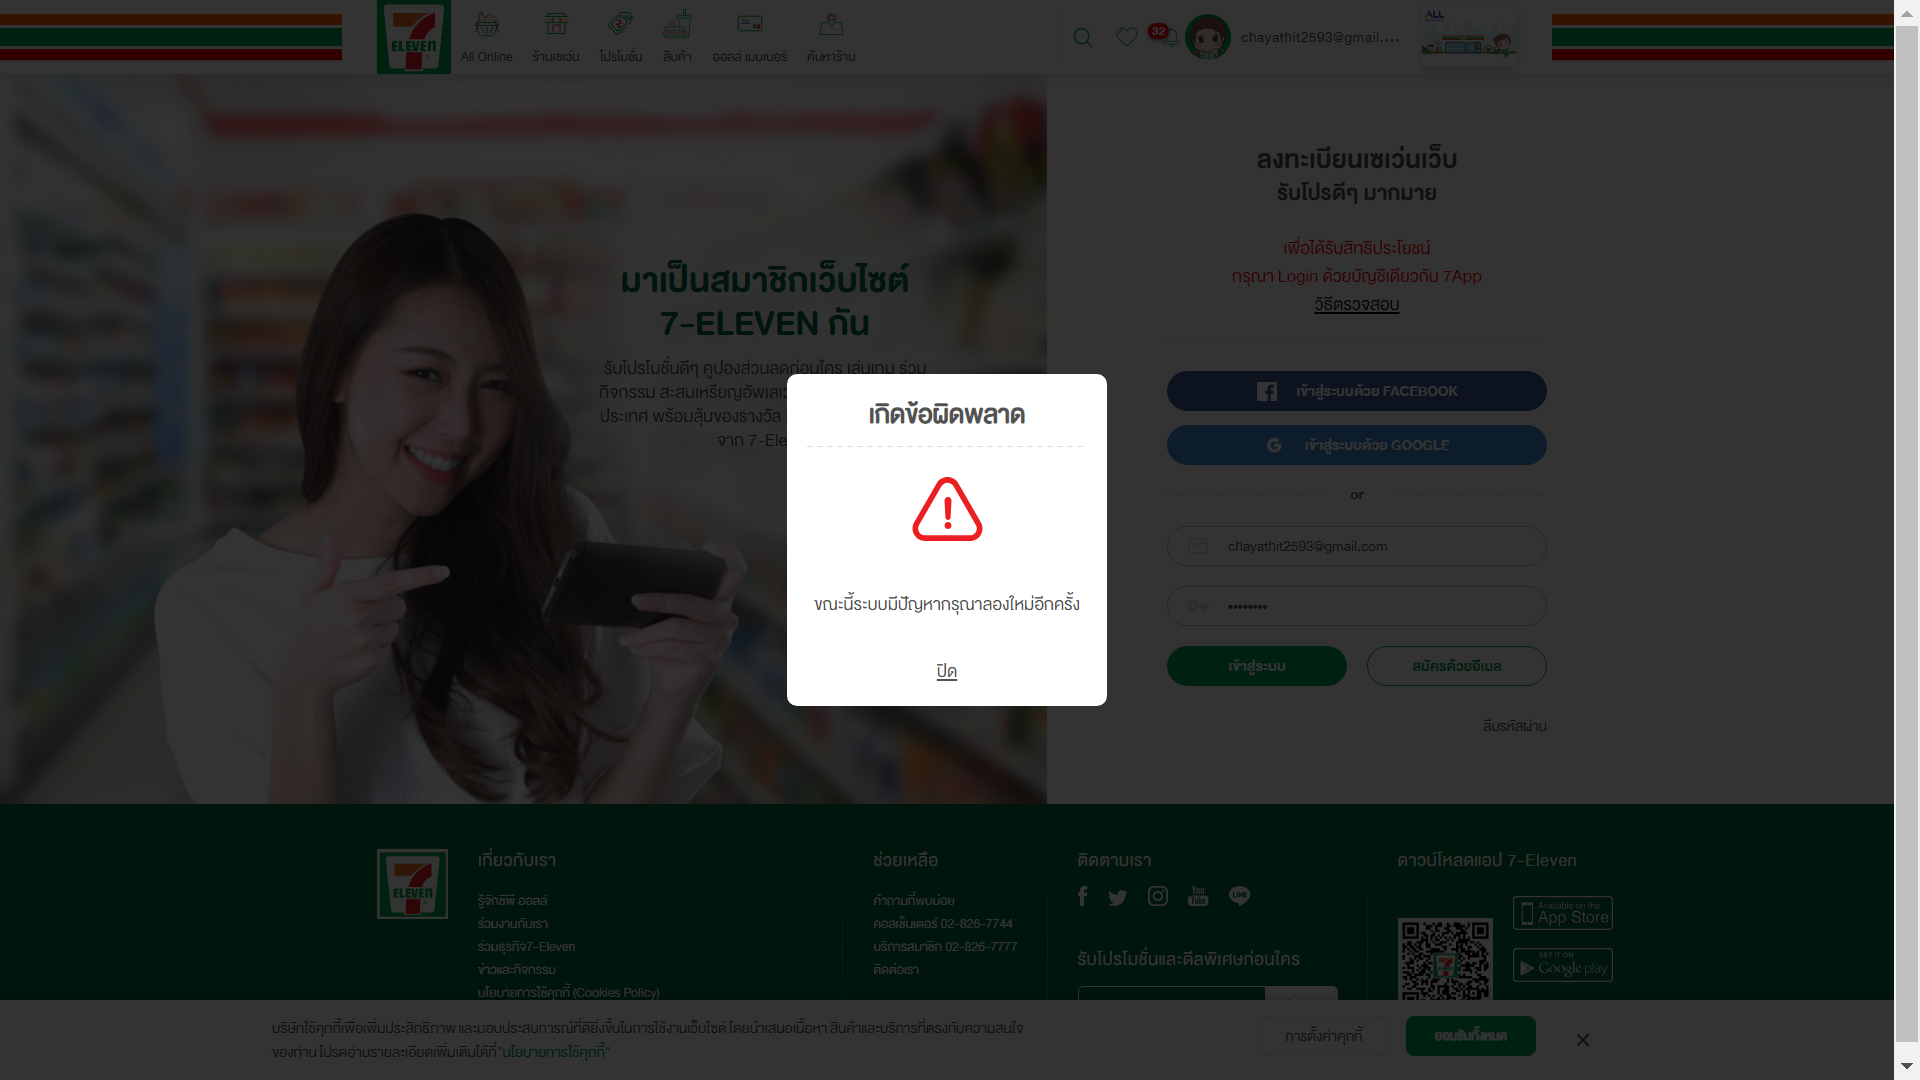 7
ELEVEN
All Online
ร้านเซเว่น
โปรโมชั่น
สินค้า
ออลล์ เมมเบอร์
ค้นหาร้าน
32
chayathit2593@gmail....
ALL
มาเป็นสมาชิกเว็บไซต์
7-ELEVEN กัน
รับโปรโมชั่นดีๆ คูปองส่วนลดก่อนใคร เล่นเกม ร่วม
กิจกรรม สะสมเหรียญอัพเลเว
ประเทศ พร้อมลุ้นของรางวัล
จาก 7-Ele
ลงทะเบียนเซเว่นเว็บ
รับโปรดีๆ มากมาย
เพื่อได้รับสิทธิประโยชน์
กรุณา Login ด้วยบัญชีเดียวกับ 7App
วิธีตรวจสอบ
เข้าสู่ระบบด้วย FACEBOOK
เข้าสู่ระบบด้วย GOOGLE
or
chayathit2593@gmail.com
••••••••
เข้าสู่ระบบ
สมัครด้วยอีเมล
ลืมรหัสผ่าน
เกิดข้อผิดพลาด
ขณะนี้ระบบมีปัญหากรุณาลองใหม่อีกครั้ง
ปิด
7
ELEVEN
เกี่ยวกับเรา
รู้จักซีพี ออลล์
ร่วมงานกับเรา
ร่วมธุรกิจ7-Eleven
ข่าวและกิจกรรม
นโยบายการใช้คุกกี้ (Cookies Policy)
ช่วยเหลือ
คำถามที่พบบ่อย
คอลเซ็นเตอร์ 02-826-7744
บริการสมาชิก 02-826-7777
ติดต่อเรา
ติดตามเรา
You
Tube
LINE
รับโปรโมชั่นและดีลพิเศษก่อนใคร
ดาวน์โหลดแอป 7-Eleven
Available on the
App Store
GET IT ON
Google play
บริษัทใช้คุกกี้เพื่อเพิ่มประสิทธิภาพ และมอบประสบการณ์ที่ดียิ่งขึ้นในการใช้งานเว็บไซต์ โดยนำเสนอเนื้อหา สินค้าและบริการที่ตรงกับความสนใจ
ของท่าน โปรดอ่านรายละเอียดเพิ่มเติมได้ที่"นโยบายการใช้คุกกี้"
การตั้งค่าคุกกี้
ยอมรับทั้งหมด